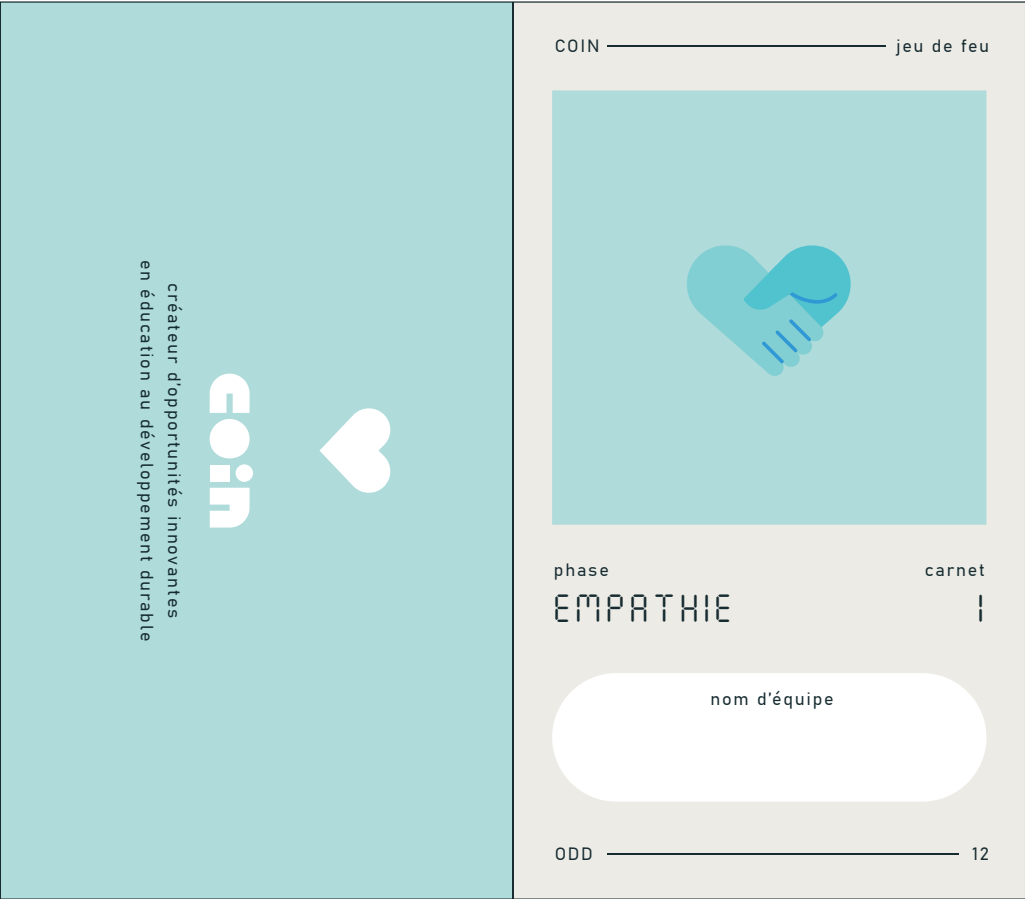 coin
créateur d'opportunités innovantes
en éducation au développement durable
COIN jeu de feu
phase carnet
EMPATHIE 1
nom d'équipe
ODD 12